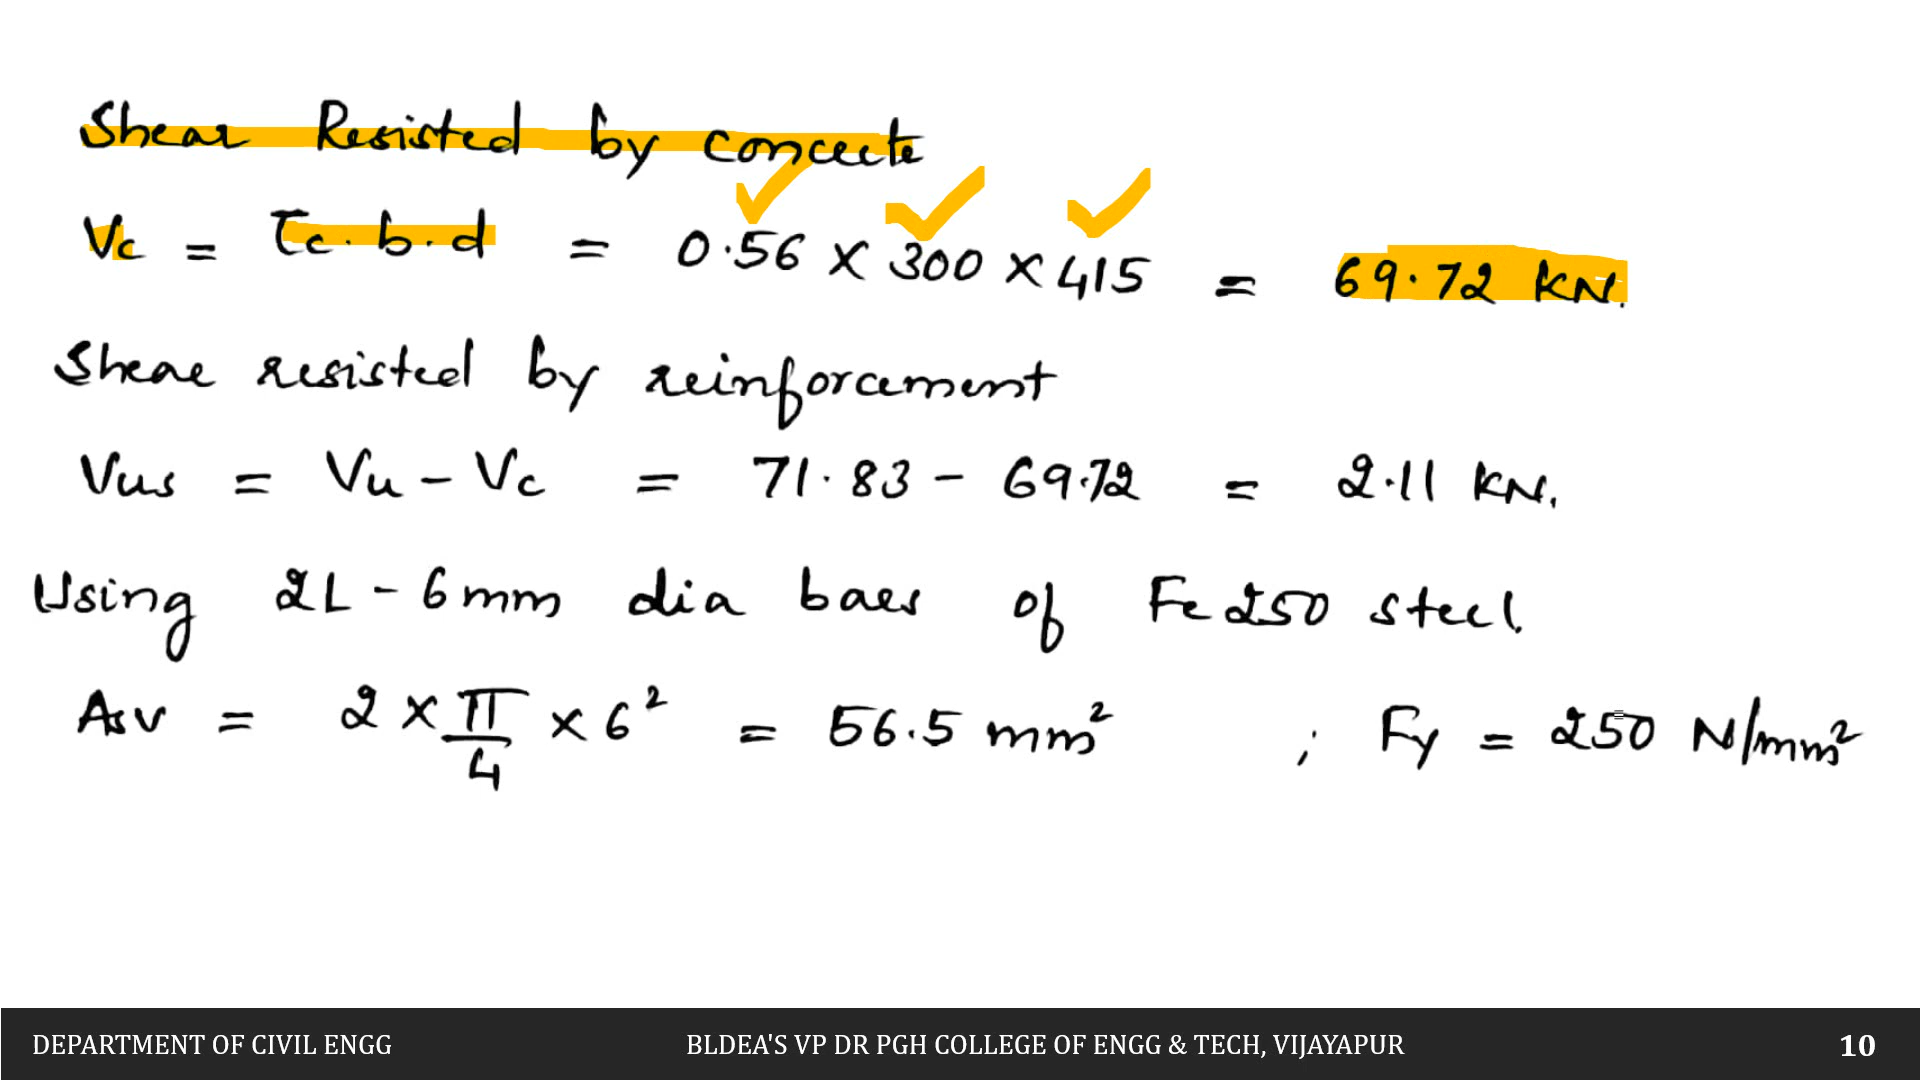 Shear Resisted by concrete
Vc = τc. b. d = 0.56 × 300 × 415 = 69.72 KN.
Shear resisted by reinforcement
Vus = Vu - Vc = 71.83 - 69.72 = 2.11 KN.
Using 2L - 6mm dia bars of Fe 250 steel.
Asv = 2 × π/4 × 6² = 56.5 mm² ; Fy = 250 N/mm²
DEPARTMENT OF CIVIL ENGG BLDEA'S VP DR PGH COLLEGE OF ENGG & TECH, VIJAYAPUR 10